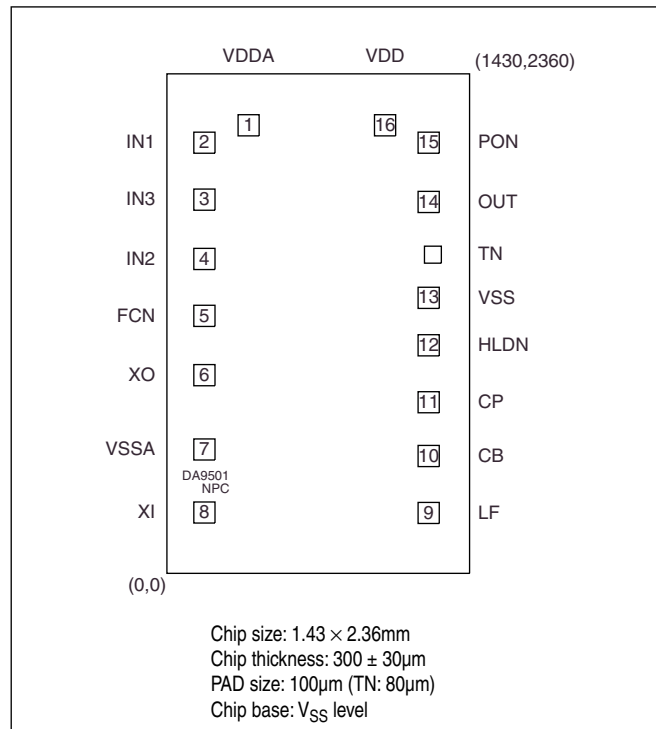 VDDA VDD (1430,2360)
1 16
IN1 2 15 PON
IN3 3 14 OUT
IN2 4 TN
FCN 5 13 VSS
12 HLDN
XO 6
11 CP
VSSA 7 10 CB
DA9501
NPC
XI 8 9 LF
(0,0)
Chip size: 1.43 × 2.36mm
Chip thickness: 300 ± 30μm
PAD size: 100μm (TN: 80μm)
Chip base: VSS level